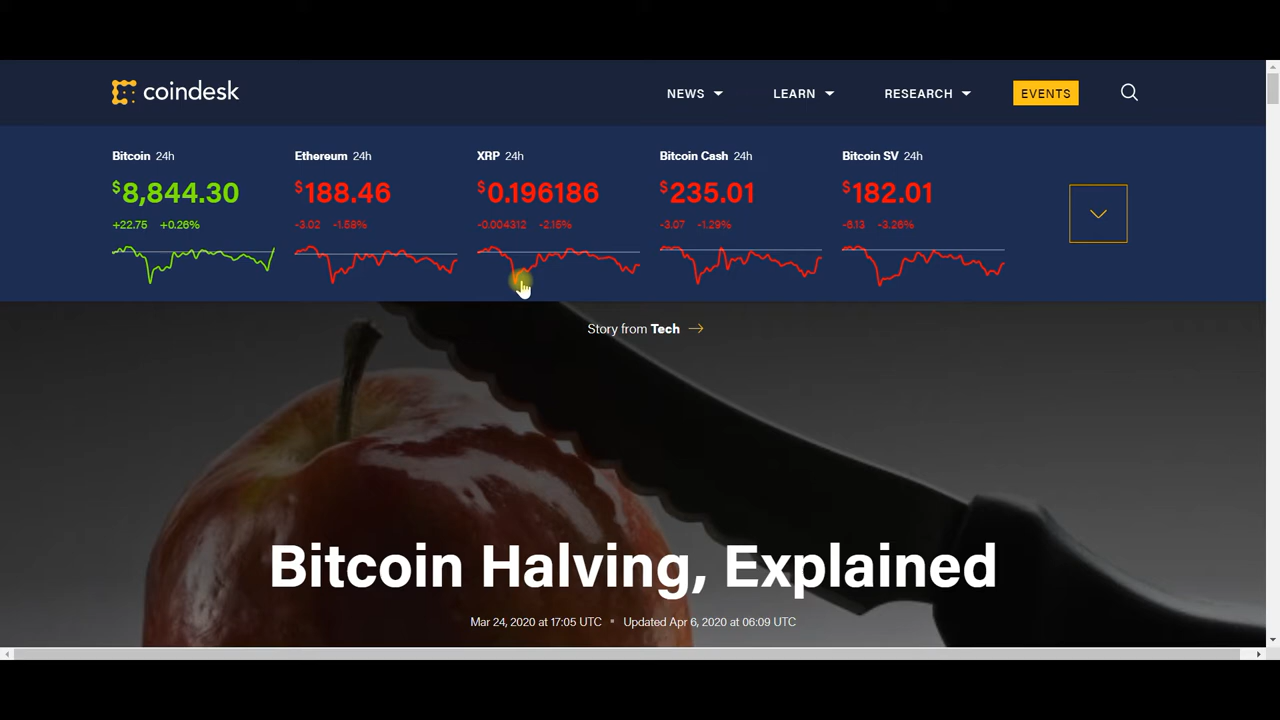 coindesk NEWS LEARN RESEARCH EVENTS
Bitcoin 24h Ethereum 24h XRP 24h Bitcoin Cash 24h Bitcoin SV 24h
$8,844.30 $188.46 $0.196186 $235.01 $182.01
+22.75 +0.26% -3.02 -1.58% -0.004312 -2.15% -3.07 -1.29% -6.13 -3.26%
Story from Tech
Bitcoin Halving, Explained
Mar 24, 2020 at 17:05 UTC Updated Apr 6, 2020 at 06:09 UTC